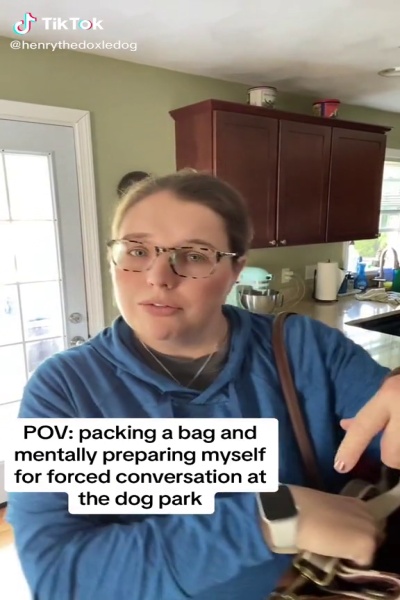 TikTok
@henrythedoxledog
POV: packing a bag and
mentally preparing myself
for forced conversation at
the dog park